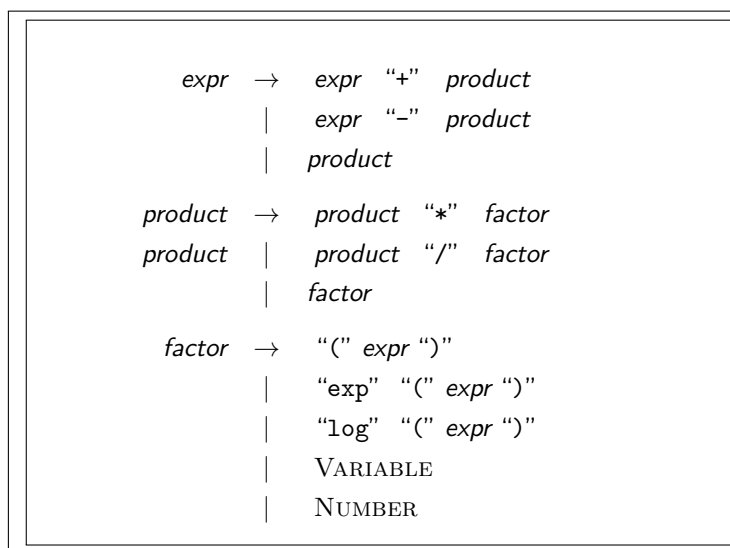 expr → expr “+” product
| expr “-” product
| product
product → product “*” factor
product | product “/” factor
| factor
factor → “(” expr “)”
| “exp” “(” expr “)”
| “log” “(” expr “)”
| VARIABLE
| NUMBER